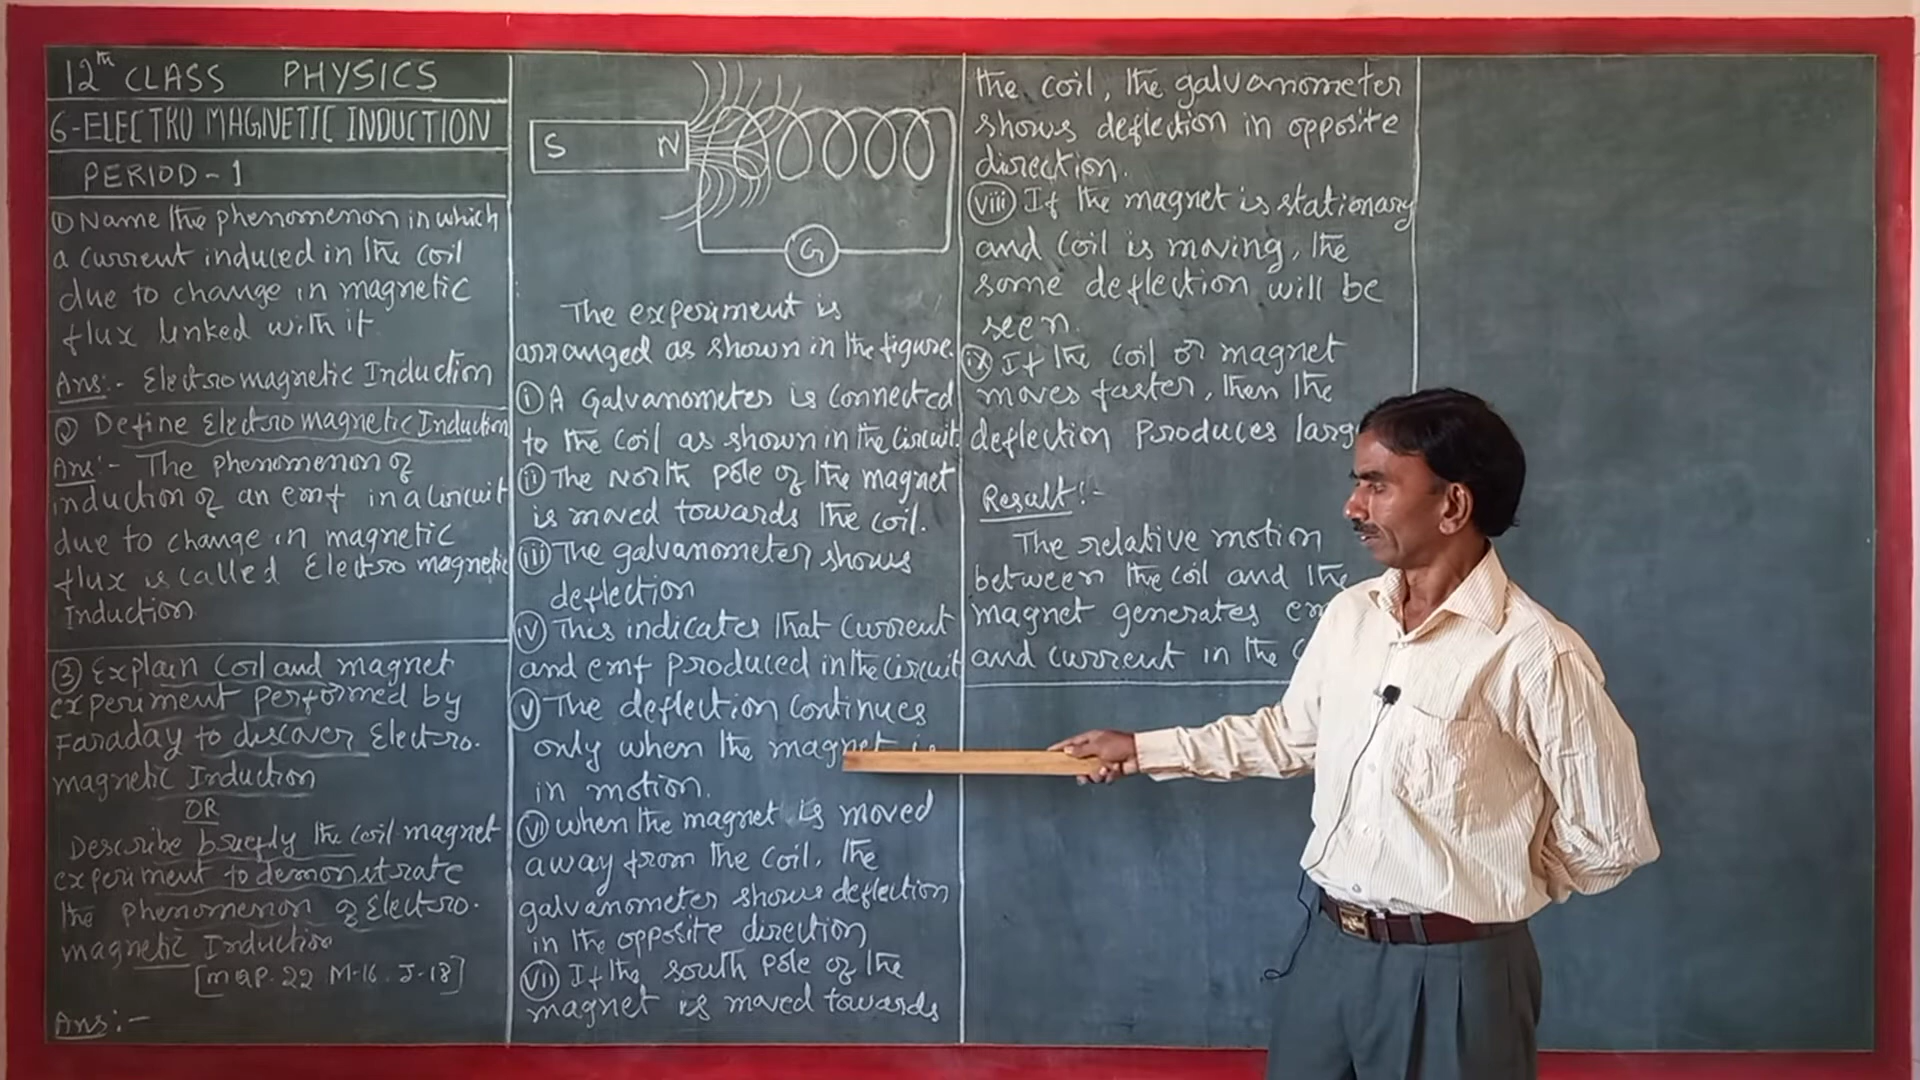 12th CLASS PHYSICS
6-ELECTRO MAGNETIC INDUCTION
PERIOD-1
① Name the phenomenon in which
a current induced in the coil
due to change in magnetic
flux linked with it
Ans:- Electromagnetic Induction
② Define Electro magnetic Induction
Ans:- The phenomenon of
induction of an emf in a circuit
due to change in magnetic
flux is called Electro magnetic
Induction
③ Explain coil and magnet
experiment performed by
Faraday to discover Electro.
magnetic Induction
OR
Describe briefly the coil magnet
experiment to demonstrate
the phenomenon of Electro.
magnetic Induction
[MQP.22 M-16. J-18]
Ans:-
S N
G
The experiment is
arranged as shown in the figure.
(i) A Galvanometer is connected
to the coil as shown in the circuit.
(ii) The North pole of the magnet
is moved towards the coil.
(iii) The galvanometer shows
deflection
(iv) This indicates that current
and emf produced in the circuit
(v) The deflection continues
only when the magnet is
in motion.
(vi) when the magnet is moved
away from the coil, the
galvanometer shows deflection
in the opposite direction
(vii) If the south pole of the
magnet is moved towards
the coil, the galvanometer
shows deflection in opposite
direction.
(viii) If the magnet is stationary
and coil is moving, the
some deflection will be
seen.
(ix) If the coil or magnet
moves faster, then the
deflection produces larg
Result:-
The relative motion
between the coil and the
magnet generates em
and current in the c